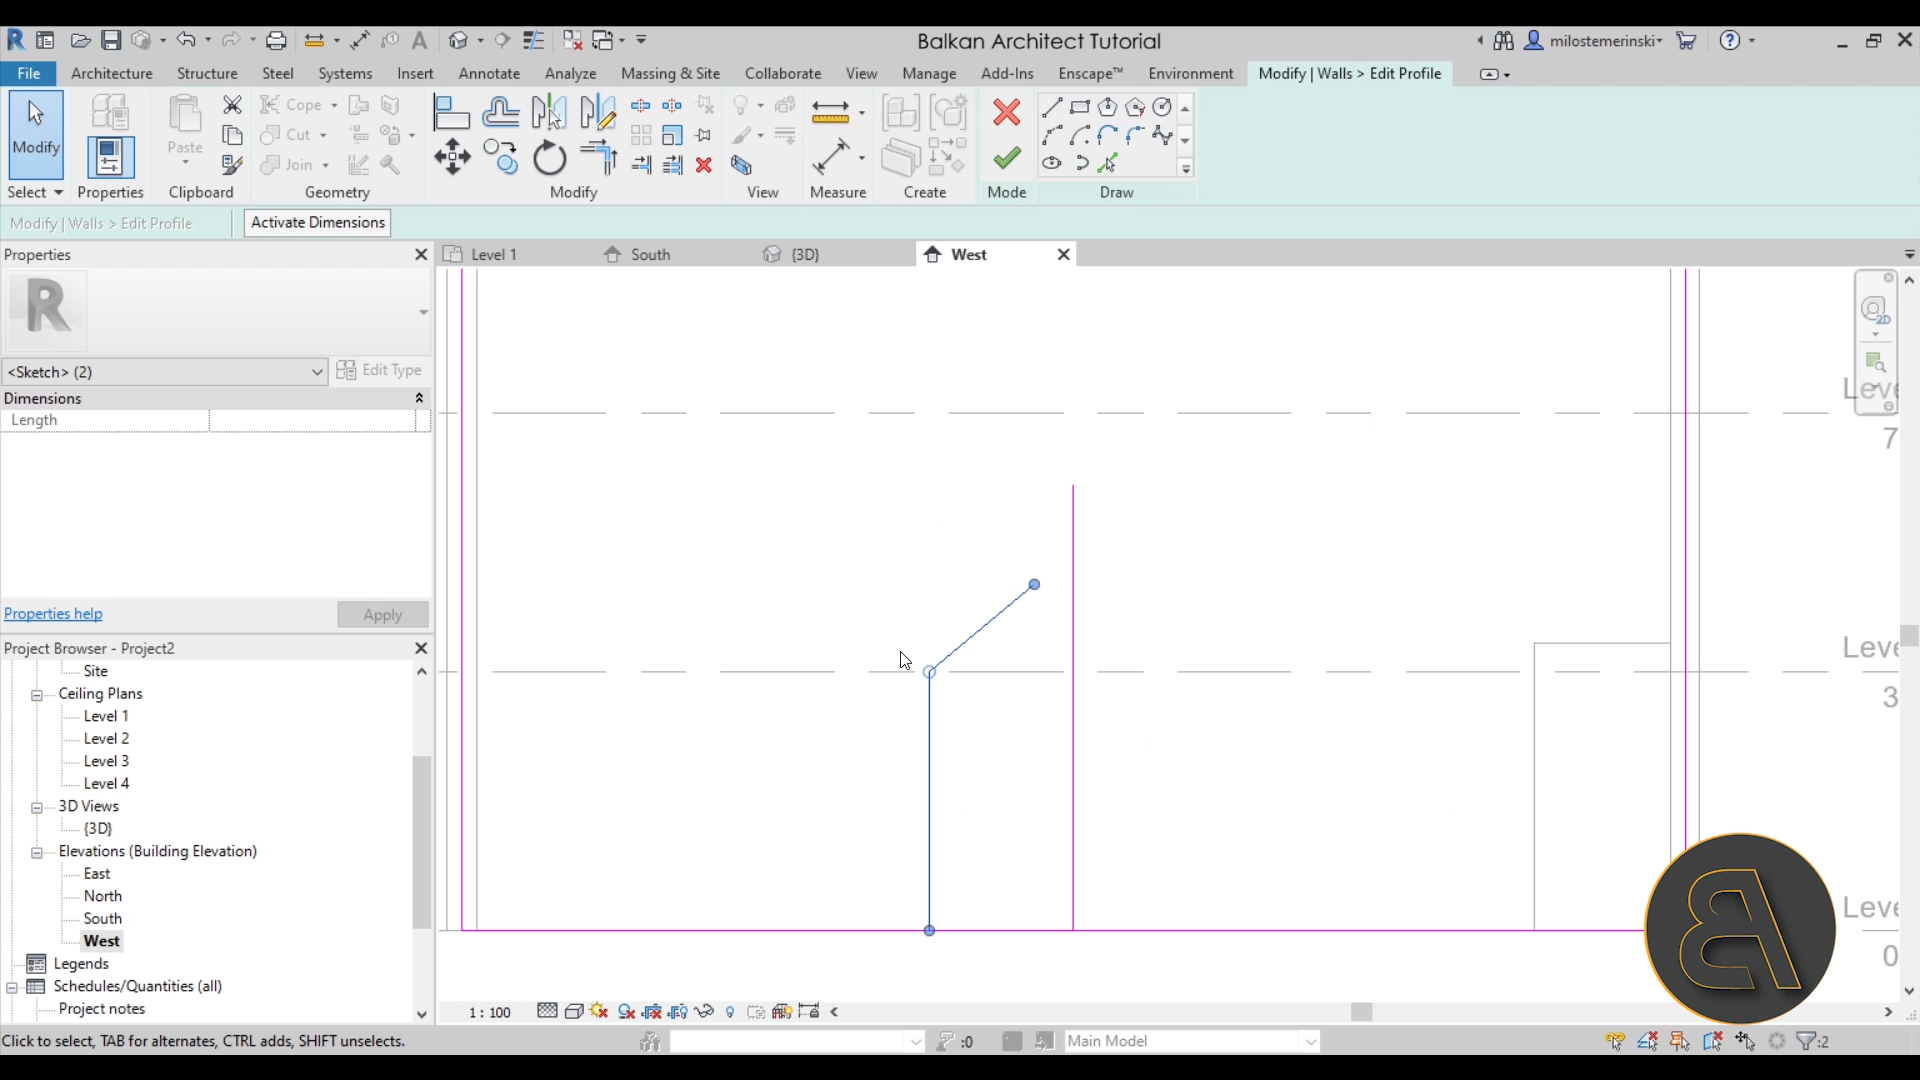 Balkan Architect Tutorial
milostemerinski
File Architecture Structure Steel Systems Insert Annotate Analyze Massing & Site Collaborate View Manage Add-Ins Enscape™ Environment Modify | Walls > Edit Profile
Modify
Paste
Cope
Cut
Join
Select Properties Clipboard Geometry Modify View Measure Create Mode Draw
Modify | Walls > Edit Profile Activate Dimensions
Properties
Level 1 South {3D} West
R
2D
<Sketch> (2) Edit Type
Dimensions
Length
Leve
7
Properties help Apply
Project Browser - Project2
Site
Ceiling Plans
Level 1
Level 2
Level 3
Level 4
3D Views
{3D}
Elevations (Building Elevation)
East
North
South
West
Legends
Schedules/Quantities (all)
Project notes
Leve
3
Leve
0
1 : 100
Click to select, TAB for alternates, CTRL adds, SHIFT unselects.
:0
Main Model
:2